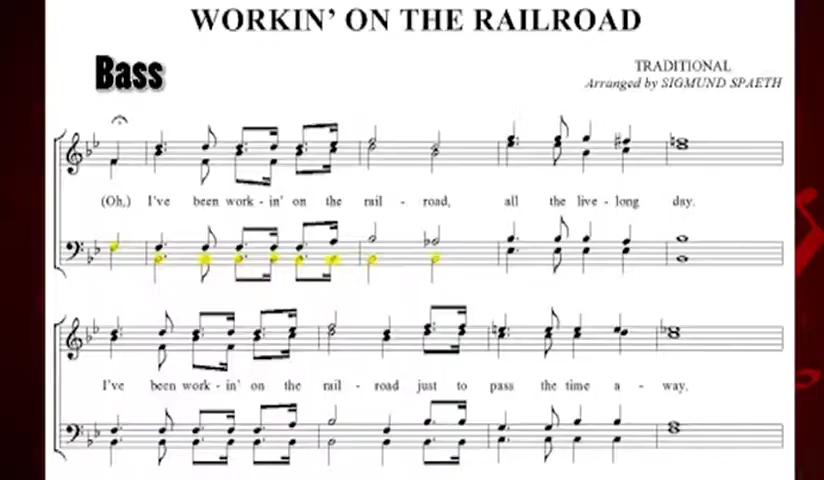 WORKIN' ON THE RAILROAD
Bass
TRADITIONAL
Arranged by SIGMUND SPAETH
(Oh,) I've been work - in' on the rail - road, all the live - long day.
I've been work - in' on the rail - road just to pass the time a - way.